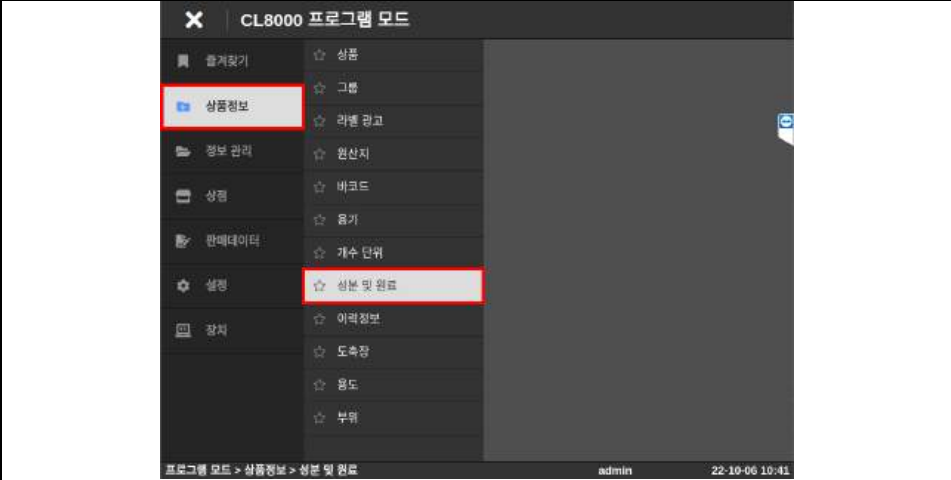 CL8000 프로그램 모드
즐겨찾기
상품정보
정보 관리
상점
판매데이터
설정
장치
상품
그룹
라벨 광고
원산지
바코드
용기
개수 단위
성분 및 원료
이력정보
도축장
용도
부위
프로그램 모드 > 상품정보 > 성분 및 원료
admin
22-10-06 10:41